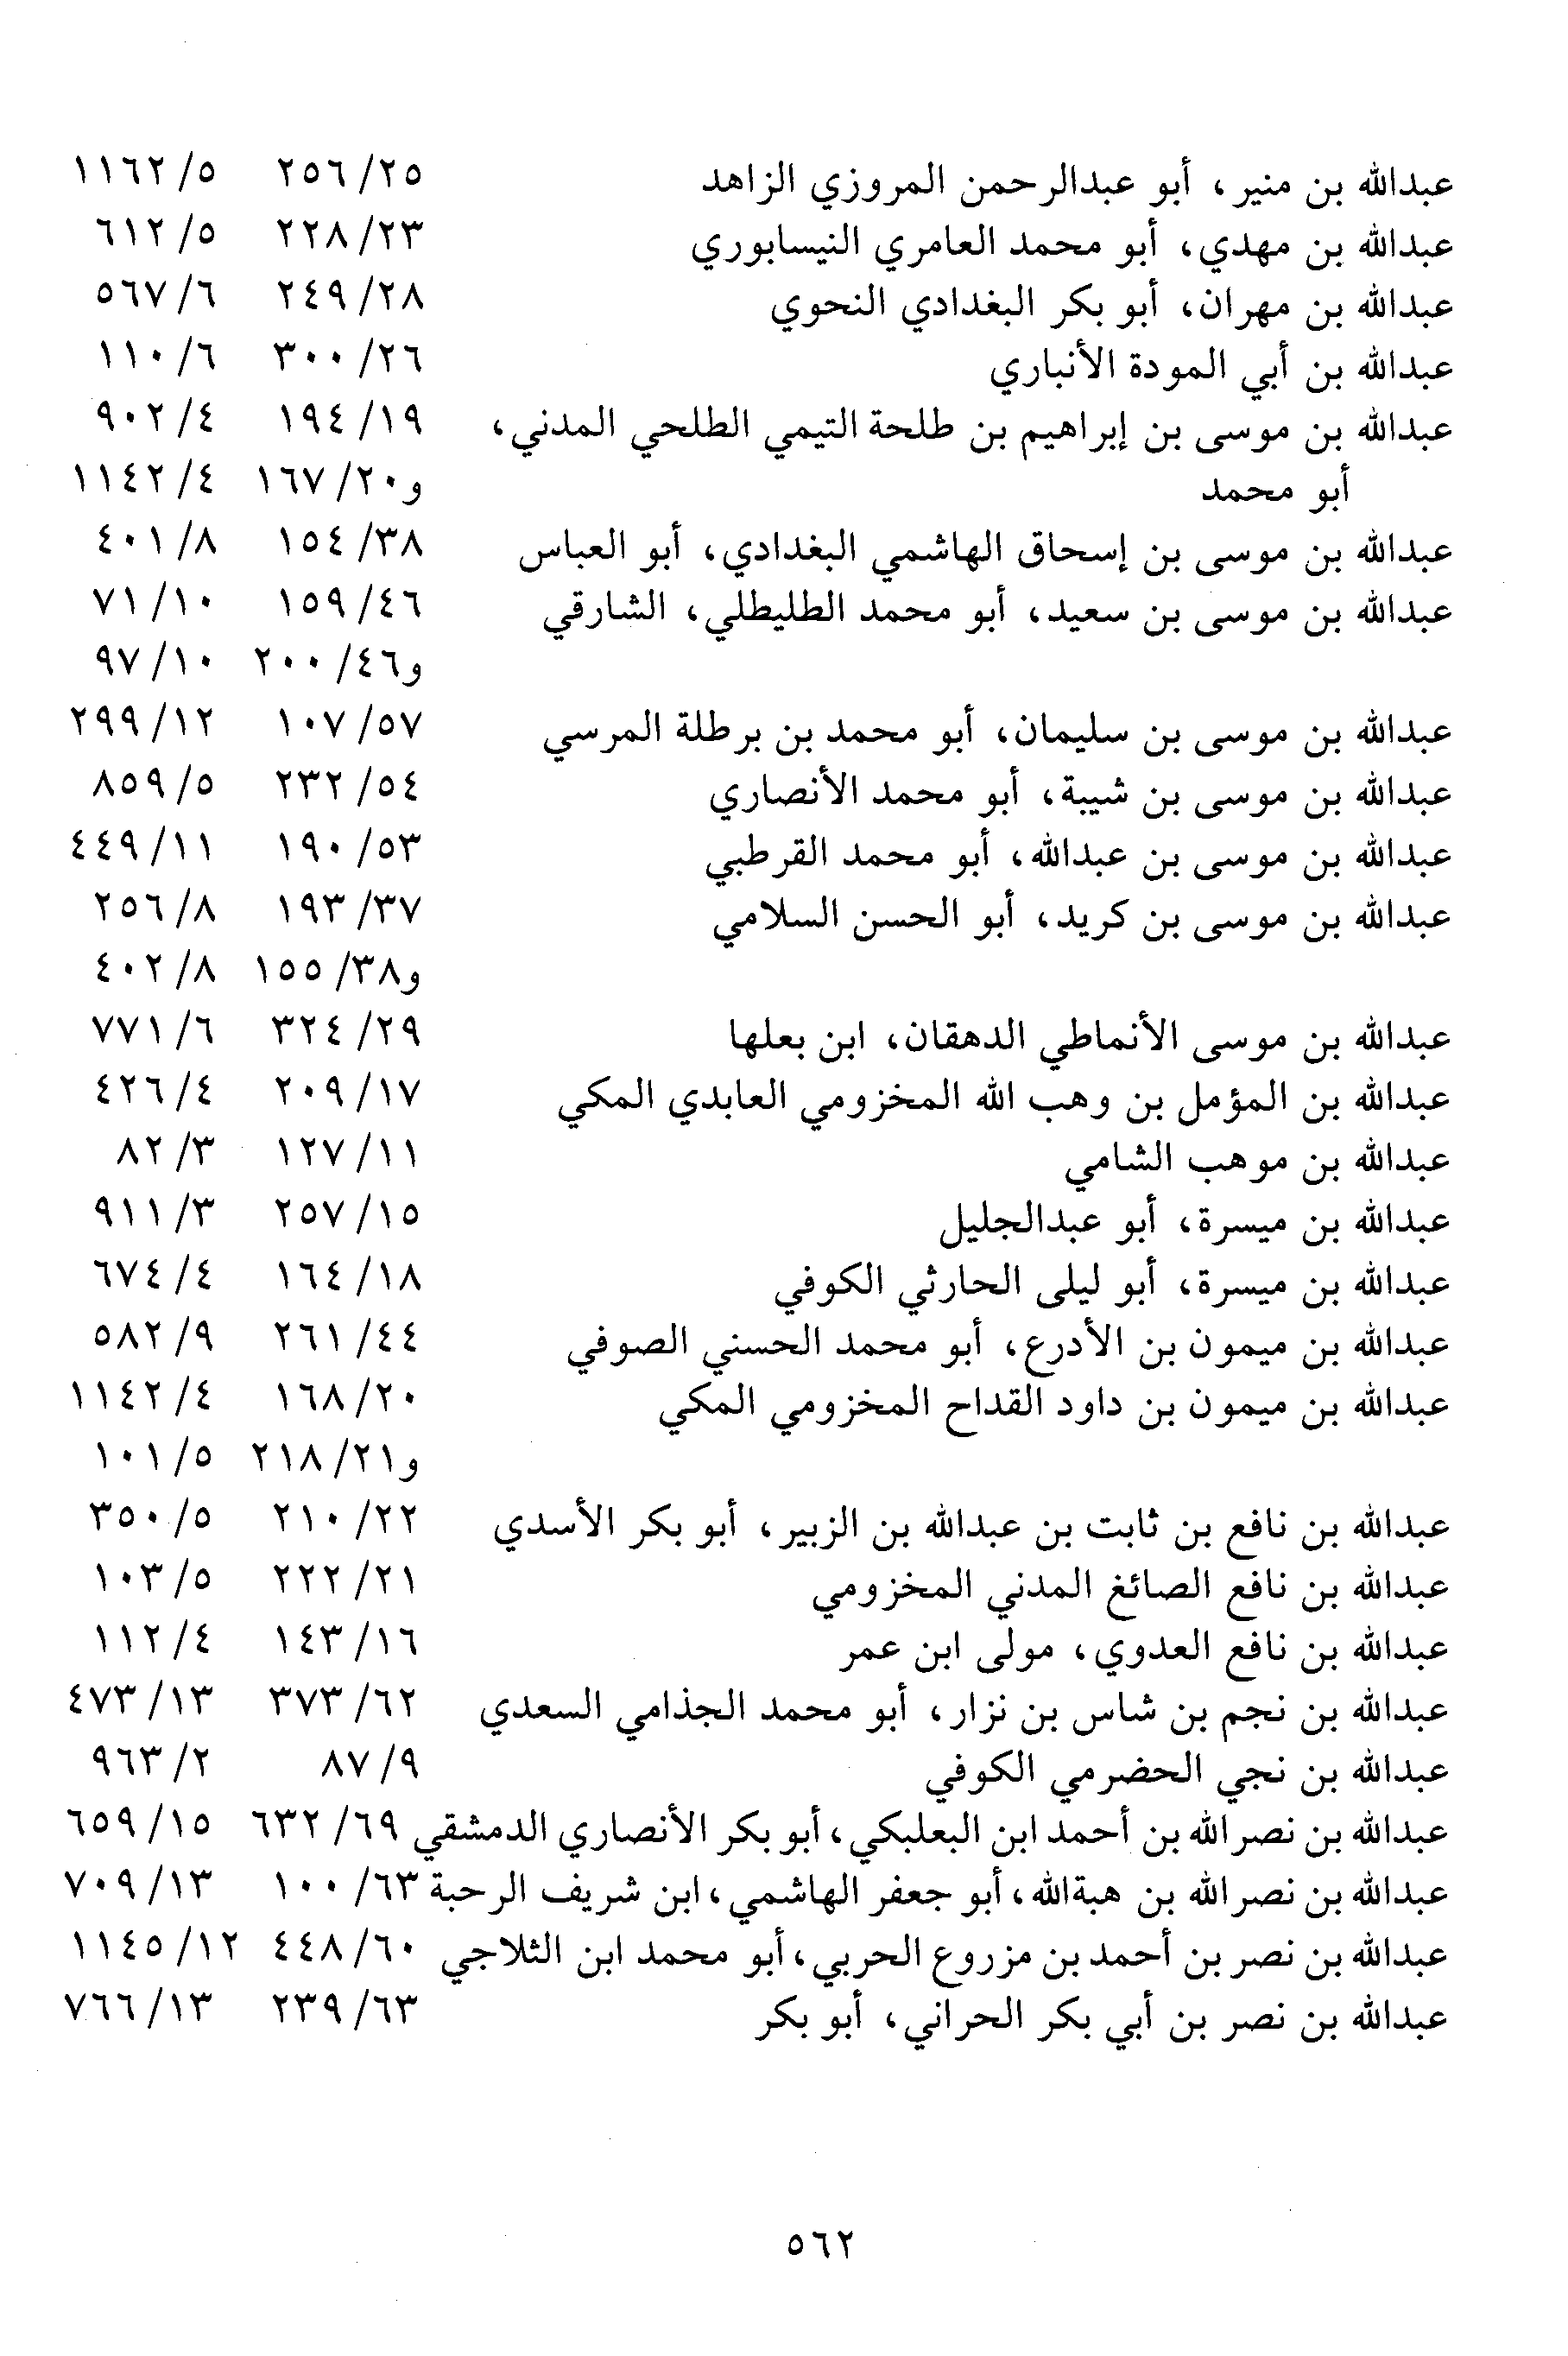 عبدالله بن منير، أبو عبدالرحمن المروزي الزاهد ٢٥/ ٢٥٦ ٥/ ١١٦٢
عبدالله بن مهدي، أبو محمد العامري النيسابوري ٢٣/ ٢٢٨ ٥/ ٦١٢
عبدالله بن مهران، أبو بكر البغدادي النحوي ٢٨/ ٢٤٩ ٦/ ٥٦٧
عبدالله بن أبي المودة الأنباري ٢٦/ ٣٠٠ ٦/ ١١٠
عبدالله بن موسى بن إبراهيم بن طلحة التيمي الطلحي المدني، ١٩/ ١٩٤ ٤/ ٩٠٢
أبو محمد و٢٠/ ١٦٧ ٤/ ١١٤٢
عبدالله بن موسى بن إسحاق الهاشمي البغدادي، أبو العباس ٣٨/ ١٥٤ ٨/ ٤٠١
عبدالله بن موسى بن سعيد، أبو محمد الطليطلي، الشارقي ٤٦/ ١٥٩ ١٠/ ٧١
و٤٦/ ٢٠٠ ١٠/ ٩٧
عبدالله بن موسى بن سليمان، أبو محمد بن برطلة المرسي ٥٧/ ١٠٧ ١٢/ ٢٩٩
عبدالله بن موسى بن شيبة، أبو محمد الأنصاري ٥٤/ ٢٣٢ ٥/ ٨٥٩
عبدالله بن موسى بن عبدالله، أبو محمد القرطبي ٥٣/ ١٩٠ ١١/ ٤٤٩
عبدالله بن موسى بن كريد، أبو الحسن السلامي ٣٧/ ١٩٣ ٨/ ٢٥٦
و٣٨/ ١٥٥ ٨/ ٤٠٢
عبدالله بن موسى الأنماطي الدهقان، ابن بعلها ٢٩/ ٣٢٤ ٦/ ٧٧١
عبدالله بن المؤمل بن وهب الله المخزومي العابدي المكي ١٧/ ٢٠٩ ٤/ ٤٢٦
عبدالله بن موهب الشامي ١١/ ١٢٧ ٣/ ٨٢
عبدالله بن ميسرة، أبو عبدالجليل ١٥/ ٢٥٧ ٣/ ٩١١
عبدالله بن ميسرة، أبو ليلى الحارثي الكوفي ١٨/ ١٦٤ ٤/ ٦٧٤
عبدالله بن ميمون بن الأدرع، أبو محمد الحسني الصوفي ٤٤/ ٢٦١ ٩/ ٥٨٢
عبدالله بن ميمون بن داود القداح المخزومي المكي ٢٠/ ١٦٨ ٤/ ١١٤٢
و٢١/ ٢١٨ ٥/ ١٠١
عبدالله بن نافع بن ثابت بن عبدالله بن الزبير، أبو بكر الأسدي ٢٢/ ٢١٠ ٥/ ٣٥٠
عبدالله بن نافع الصائغ المدني المخزومي ٢١/ ٢٢٢ ٥/ ١٠٣
عبدالله بن نافع العدوي، مولى ابن عمر ١٦/ ١٤٣ ٤/ ١١٢
عبدالله بن نجم بن شاس بن نزار، أبو محمد الجذامي السعدي ٦٢/ ٣٧٣ ١٣/ ٤٧٣
عبدالله بن نجي الحضرمي الكوفي ٩/ ٨٧ ٢/ ٩٦٣
عبدالله بن نصرالله بن أحمد ابن البعلبكي، أبو بكر الأنصاري الدمشقي ٦٩/ ٦٣٢ ١٥/ ٦٥٩
عبدالله بن نصرالله بن هبةالله، أبو جعفر الهاشمي، ابن شريف الرحبة ٦٣/ ١٠٠ ١٣/ ٧٠٩
عبدالله بن نصر بن أحمد بن مزروع الحربي، أبو محمد ابن الثلاجي ٦٠/ ٤٤٨ ١٢/ ١١٤٥
عبدالله بن نصر بن أبي بكر الحراني، أبو بكر ٦٣/ ٢٣٩ ١٣/ ٧٦٦
٥٦٢